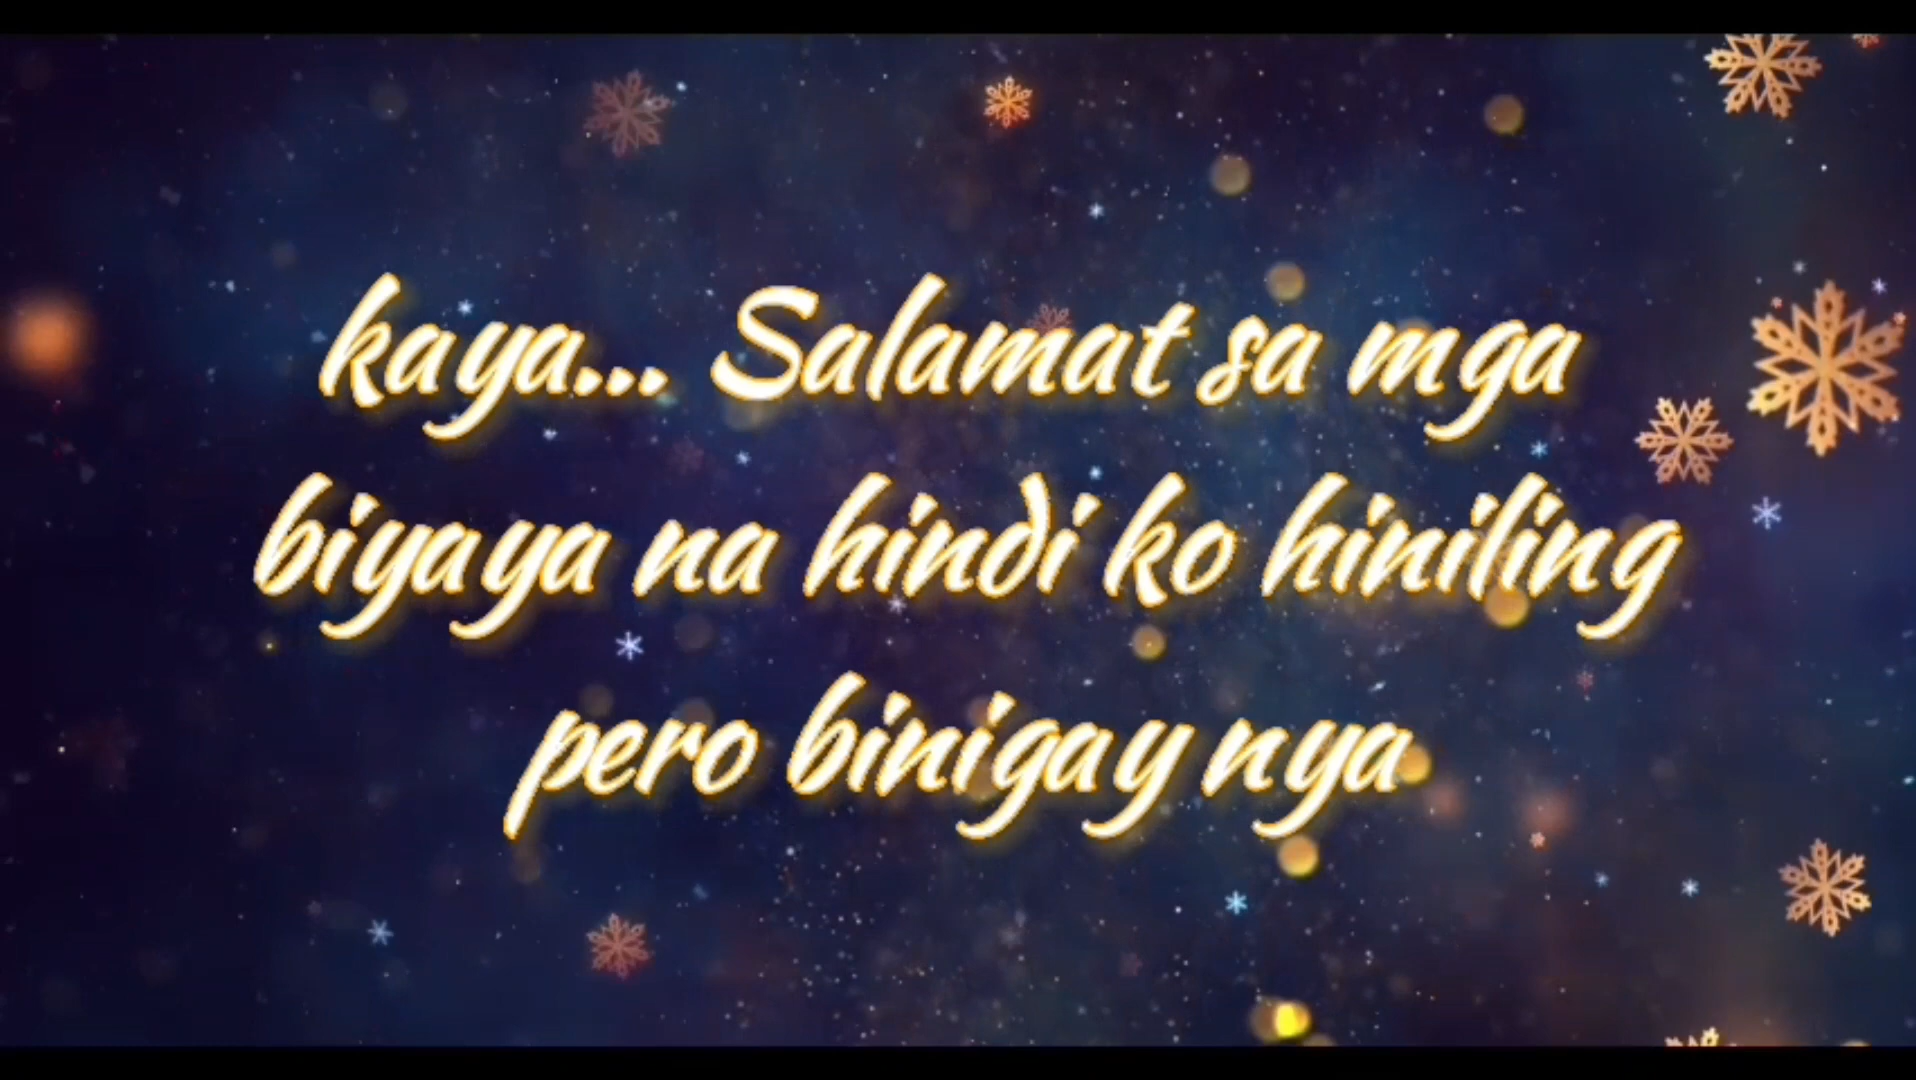 kaya... Salamat sa mga
biyaya na hindi ko hiniling
pero binigay nya